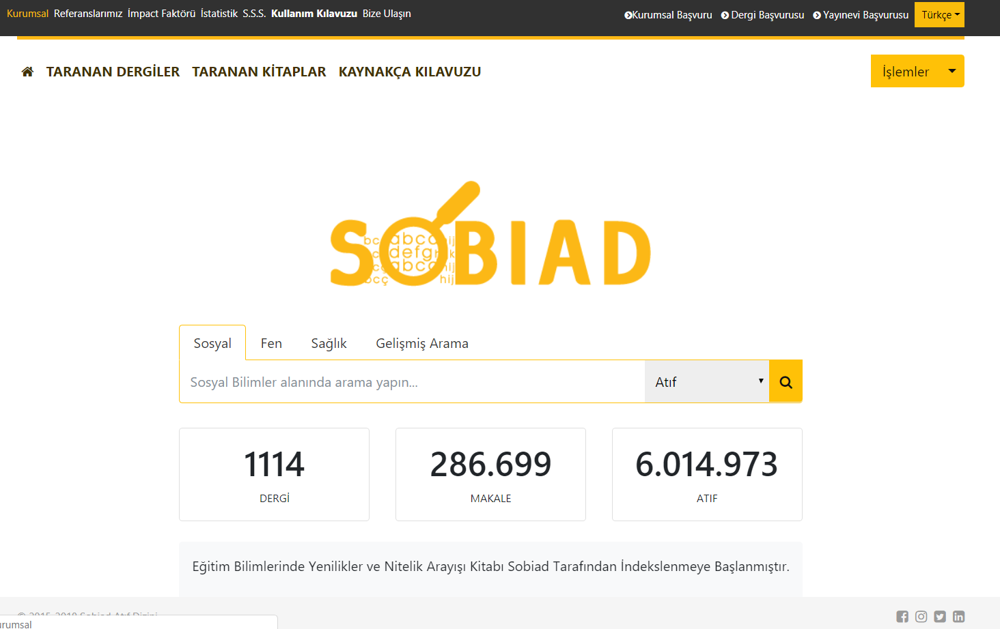 Kurumsal Referanslarımız İmpact Faktörü İstatistik S.S.S. Kullanım Kılavuzu Bize Ulaşın
Kurumsal Başvuru Dergi Başvurusu Yayınevi Başvurusu Türkçe
TARANAN DERGİLER TARANAN KİTAPLAR KAYNAKÇA KILAVUZU
İşlemler
SOBIAD
Sosyal Fen Sağlık Gelişmiş Arama
Sosyal Bilimler alanında arama yapın...
Atıf
1114 286.699 6.014.973
DERGİ MAKALE ATIF
Eğitim Bilimlerinde Yenilikler ve Nitelik Arayışı Kitabı Sobiad Tarafından İndekslenmeye Başlanmıştır.